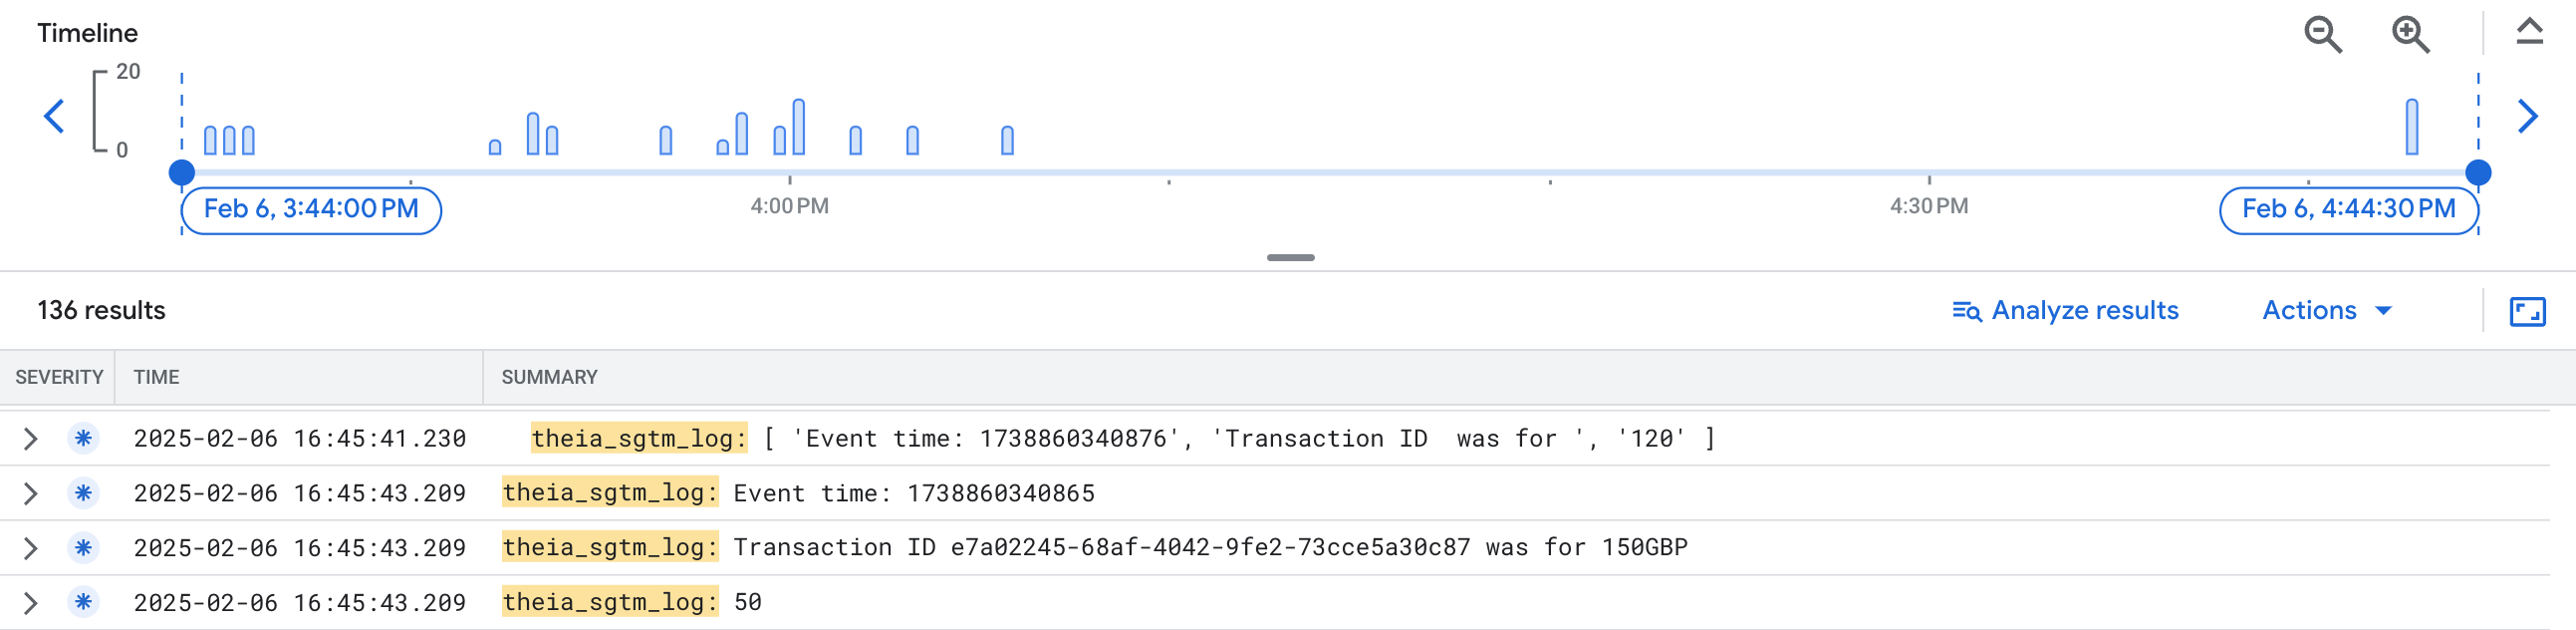 Timeline
20
0
4:00 PM
4:30 PM
Feb 6, 3:44:00 PM
Feb 6, 4:44:30 PM
136 results
Analyze results
Actions
SEVERITY TIME SUMMARY
2025-02-06 16:45:41.230 theia_sgtm_log: [ 'Event time: 1738860340876', 'Transaction ID  was for ', '120' ]
2025-02-06 16:45:43.209 theia_sgtm_log: Event time: 1738860340865
2025-02-06 16:45:43.209 theia_sgtm_log: Transaction ID e7a02245-68af-4042-9fe2-73cce5a30c87 was for 150GBP
2025-02-06 16:45:43.209 theia_sgtm_log: 50